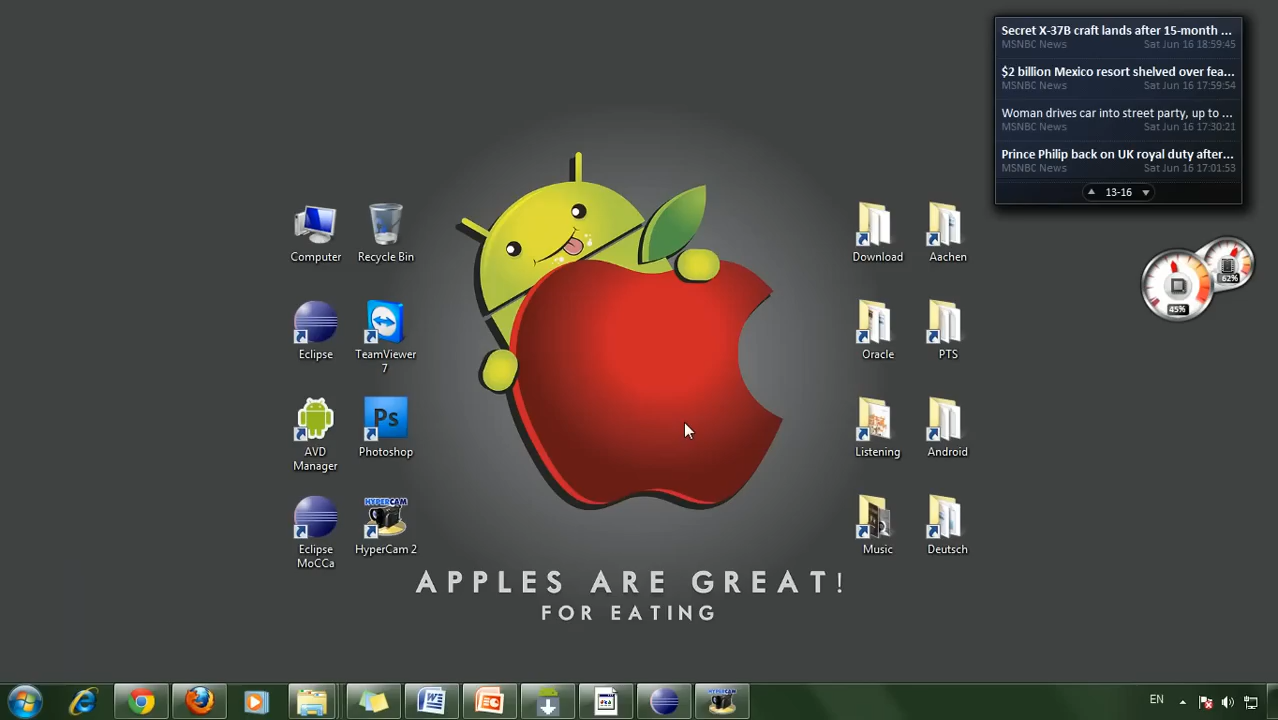 Secret X-37B craft lands after 15-month ...
MSNBC News Sat Jun 16 18:59:45
$2 billion Mexico resort shelved over fea...
MSNBC News Sat Jun 16 17:59:54
Woman drives car into street party, up to ...
MSNBC News Sat Jun 16 17:30:21
Prince Philip back on UK royal duty after...
MSNBC News Sat Jun 16 17:01:53
13-16
62%
45%
Computer
Recycle Bin
Download
Aachen
Eclipse
TeamViewer
7
Oracle
PTS
AVD
Manager
Ps
Photoshop
Listening
Android
Eclipse
MoCCa
HYPERCAM
HyperCam 2
Music
Deutsch
APPLES ARE GREAT!
FOR EATING
EN